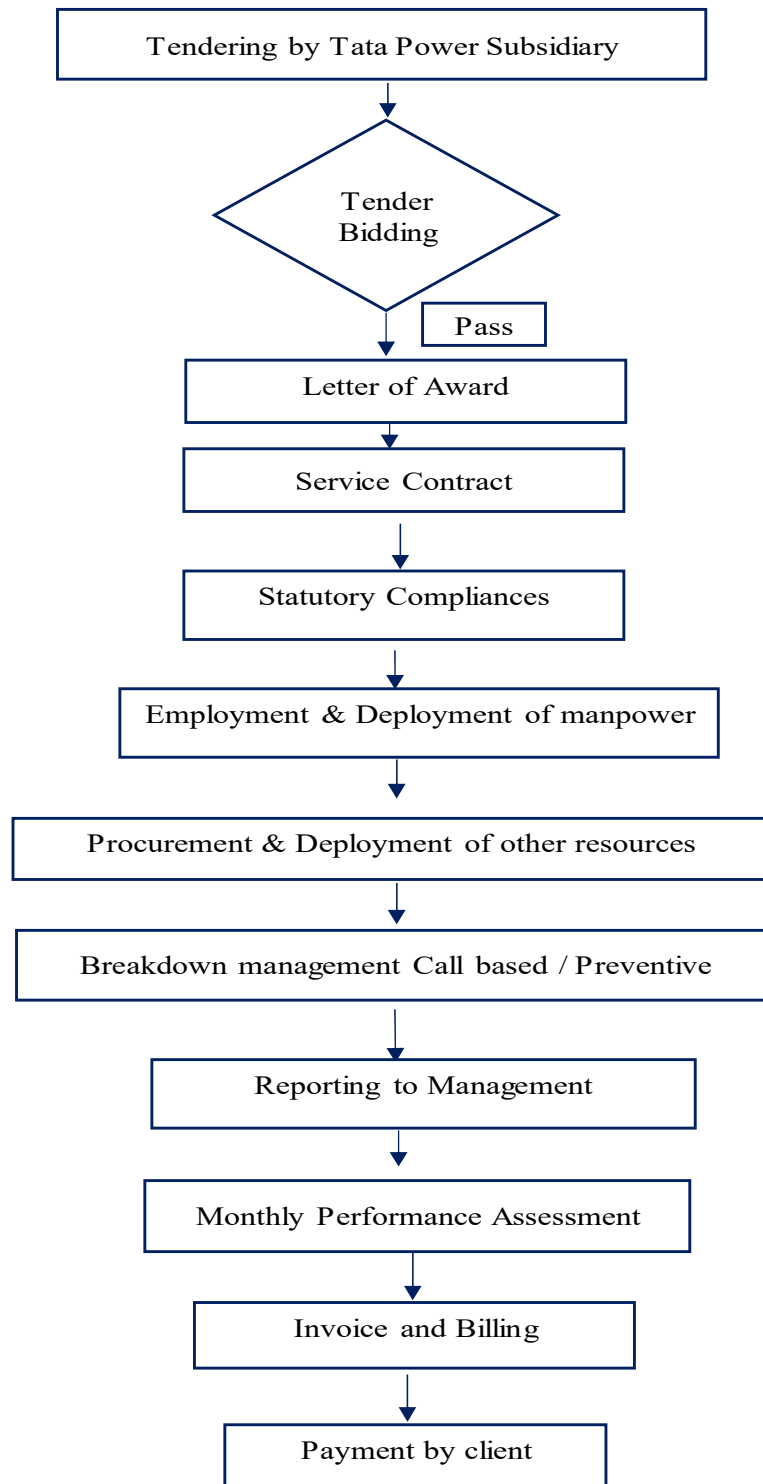 Tendering by Tata Power Subsidiary
Tender
Bidding
Pass
Letter of Award
Service Contract
Statutory Compliances
Employment & Deployment of manpower
Procurement & Deployment of other resources
Breakdown management Call based / Preventive
Reporting to Management
Monthly Performance Assessment
Invoice and Billing
Payment by client